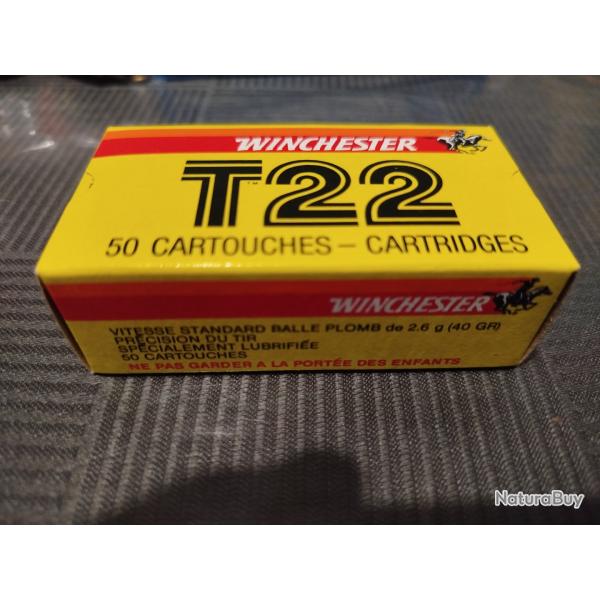 WINCHESTER
T22
™
50 CARTOUCHES – CARTRIDGES
WINCHESTER
VITESSE STANDARD BALLE PLOMB de 2.6 g (40 GR)
PRÉCISION DU TIR
SPÉCIALEMENT LUBRIFIÉE
50 CARTOUCHES
NE PAS GARDER A LA PORTÉE DES ENFANTS
NaturaBuy